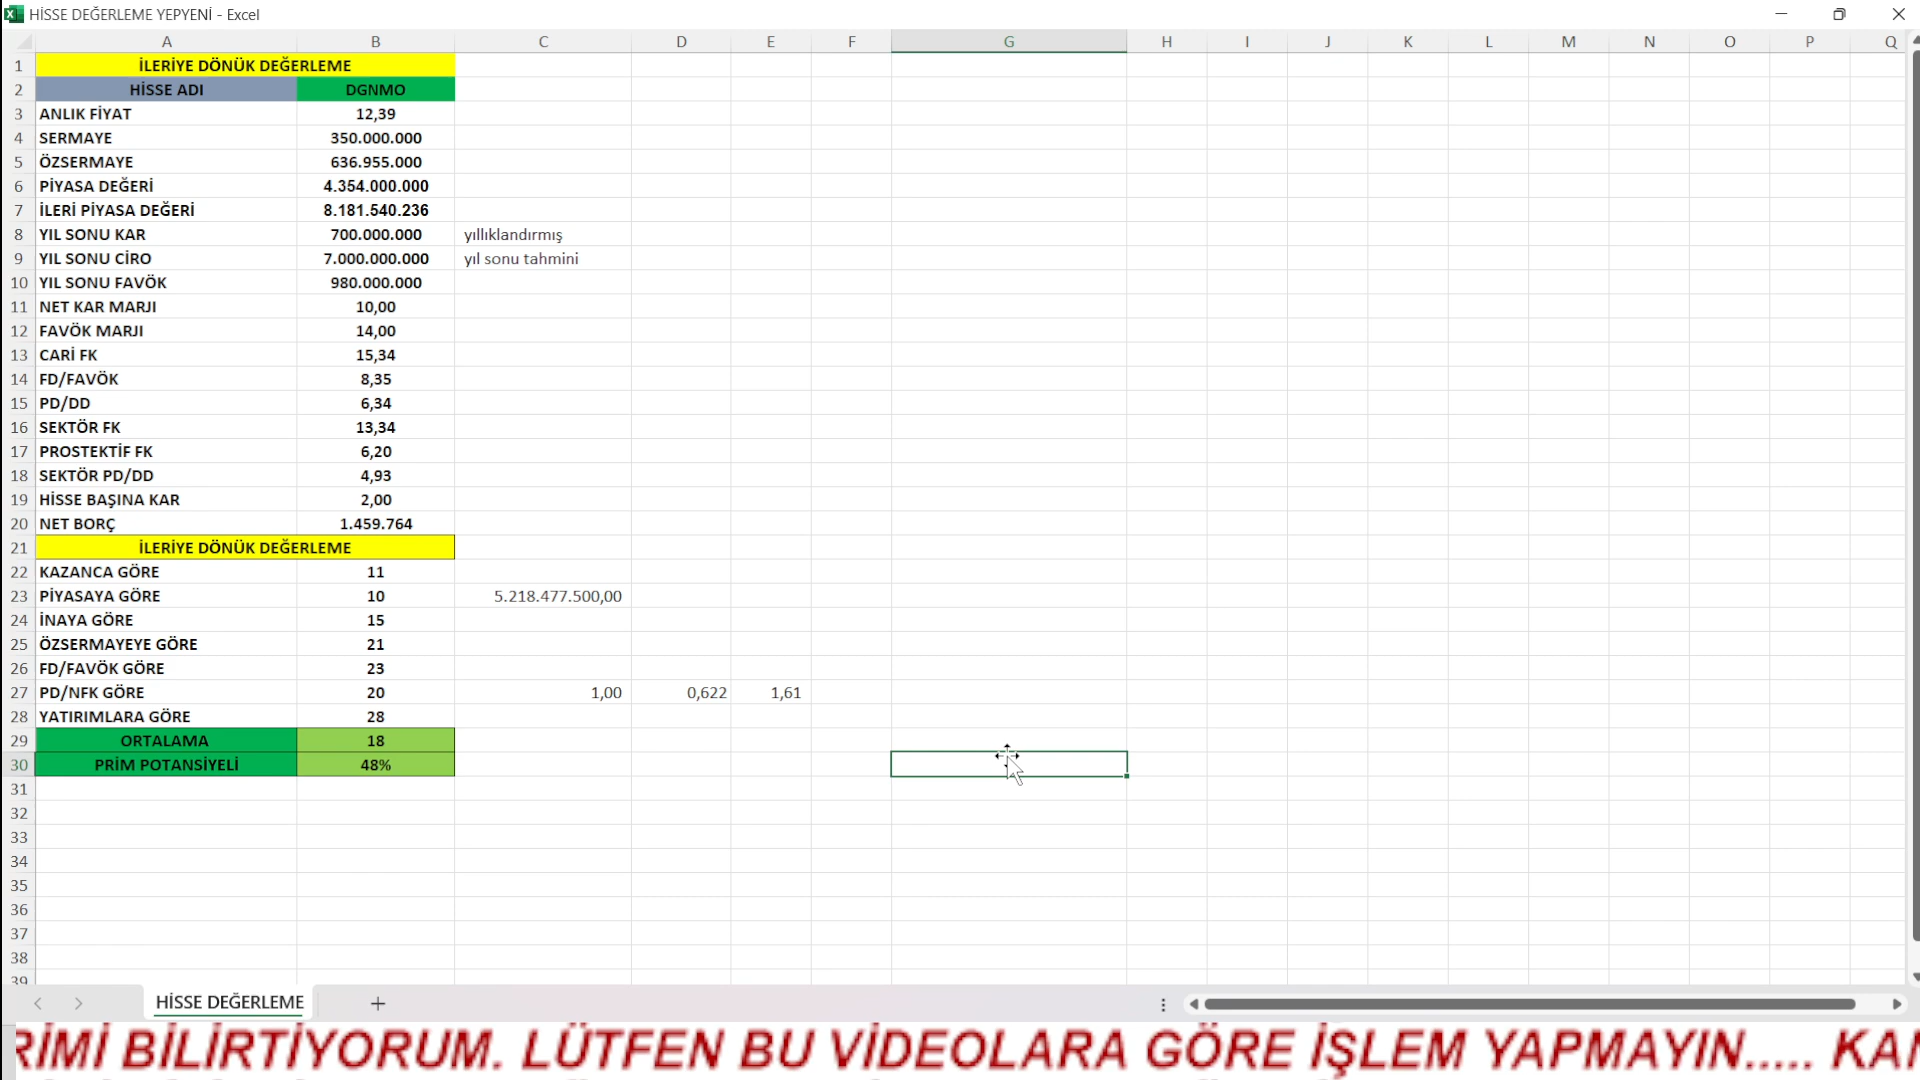 HİSSE DEĞERLEME YEPYENİ - Excel
A B C D E F G H I J K L M N O P Q
1 İLERİYE DÖNÜK DEĞERLEME
2 HİSSE ADI DGNMO
3 ANLIK FİYAT 12,39
4 SERMAYE 350.000.000
5 ÖZSERMAYE 636.955.000
6 PİYASA DEĞERİ 4.354.000.000
7 İLERİ PİYASA DEĞERİ 8.181.540.236
8 YIL SONU KAR 700.000.000 yıllıklandırmış
9 YIL SONU CİRO 7.000.000.000 yıl sonu tahmini
10 YIL SONU FAVÖK 980.000.000
11 NET KAR MARJI 10,00
12 FAVÖK MARJI 14,00
13 CARİ FK 15,34
14 FD/FAVÖK 8,35
15 PD/DD 6,34
16 SEKTÖR FK 13,34
17 PROSTEKTİF FK 6,20
18 SEKTÖR PD/DD 4,93
19 HİSSE BAŞINA KAR 2,00
20 NET BORÇ 1.459.764
21 İLERİYE DÖNÜK DEĞERLEME
22 KAZANCA GÖRE 11
23 PİYASAYA GÖRE 10 5.218.477.500,00
24 İNAYA GÖRE 15
25 ÖZSERMAYEYE GÖRE 21
26 FD/FAVÖK GÖRE 23
27 PD/NFK GÖRE 20 1,00 0,622 1,61
28 YATIRIMLARA GÖRE 28
29 ORTALAMA 18
30 PRİM POTANSİYELİ 48%
31
32
33
34
35
36
37
38
39
HİSSE DEĞERLEME
RİMİ BİLİRTİYORUM. LÜTFEN BU VİDEOLARA GÖRE İŞLEM YAPMAYIN..... KAN